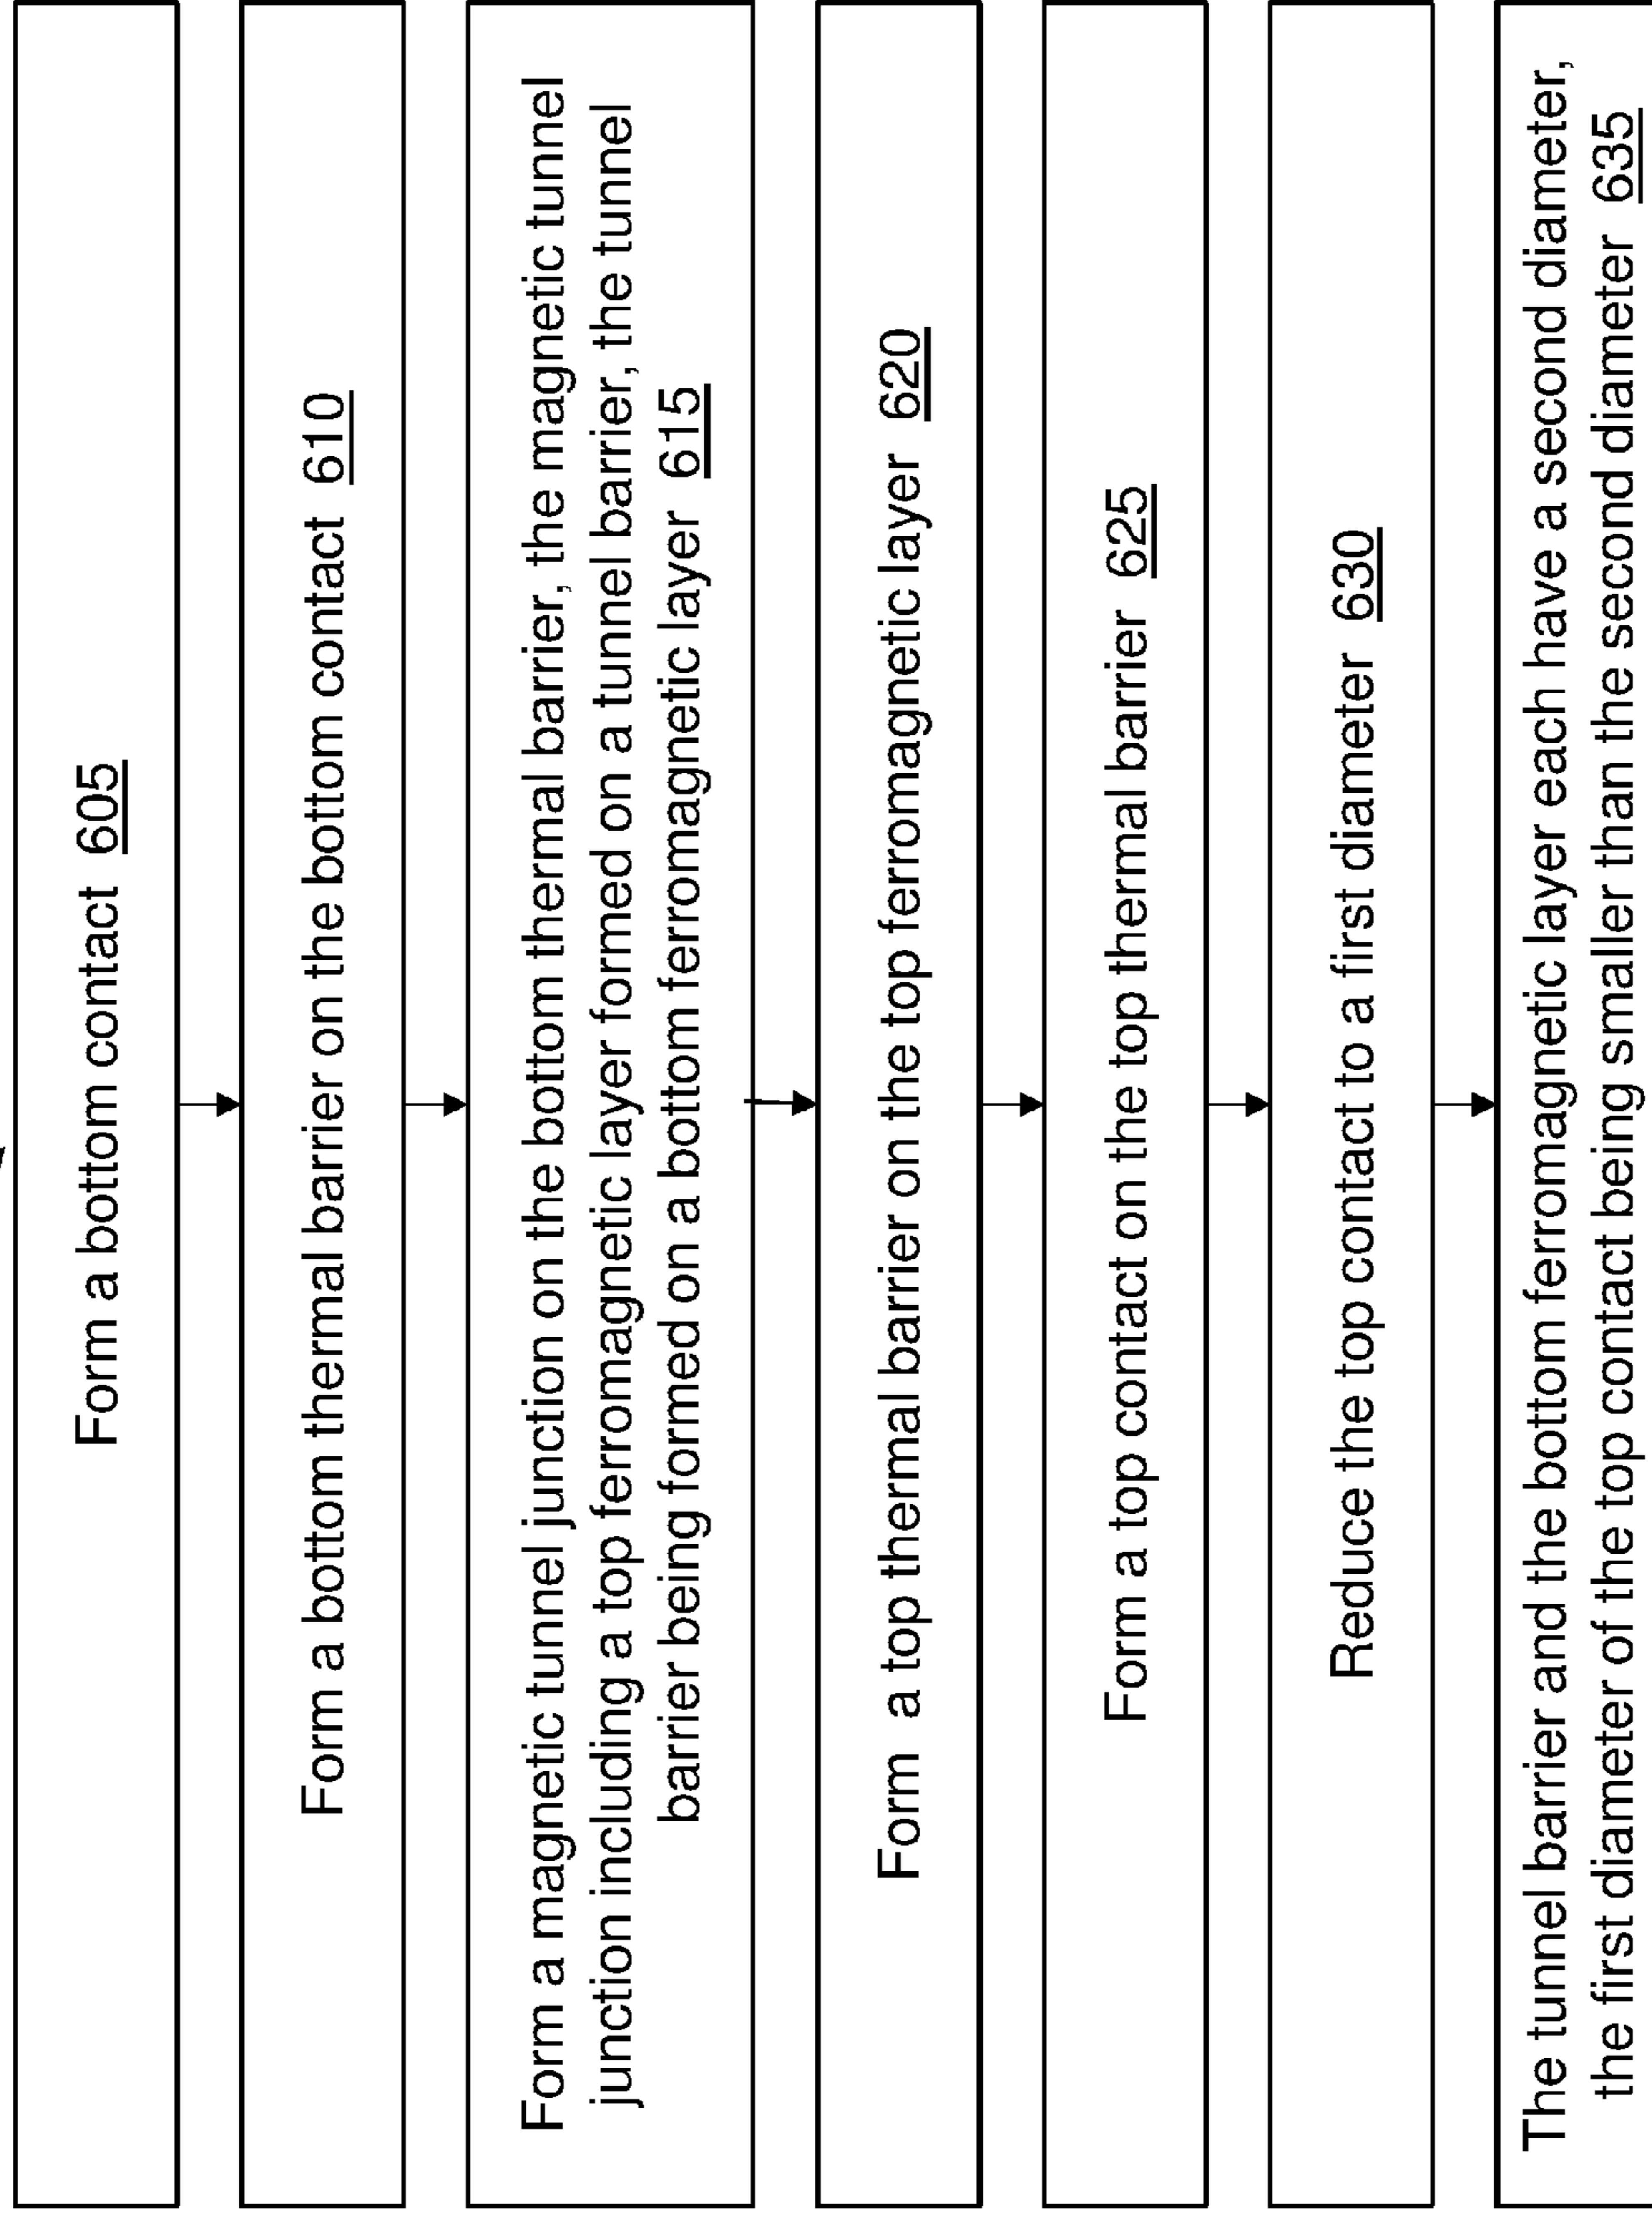 Form a bottom contact 605
Form a bottom thermal barrier on the bottom contact 610
Form a magnetic tunnel junction on the bottom thermal barrier, the magnetic tunnel
junction including a top ferromagnetic layer formed on a tunnel barrier, the tunnel
barrier being formed on a bottom ferromagnetic layer 615
Form a top thermal barrier on the top ferromagnetic layer 620
Form a top contact on the top thermal barrier 625
Reduce the top contact to a first diameter 630
The tunnel barrier and the bottom ferromagnetic layer each have a second diameter,
the first diameter of the top contact being smaller than the second diameter 635